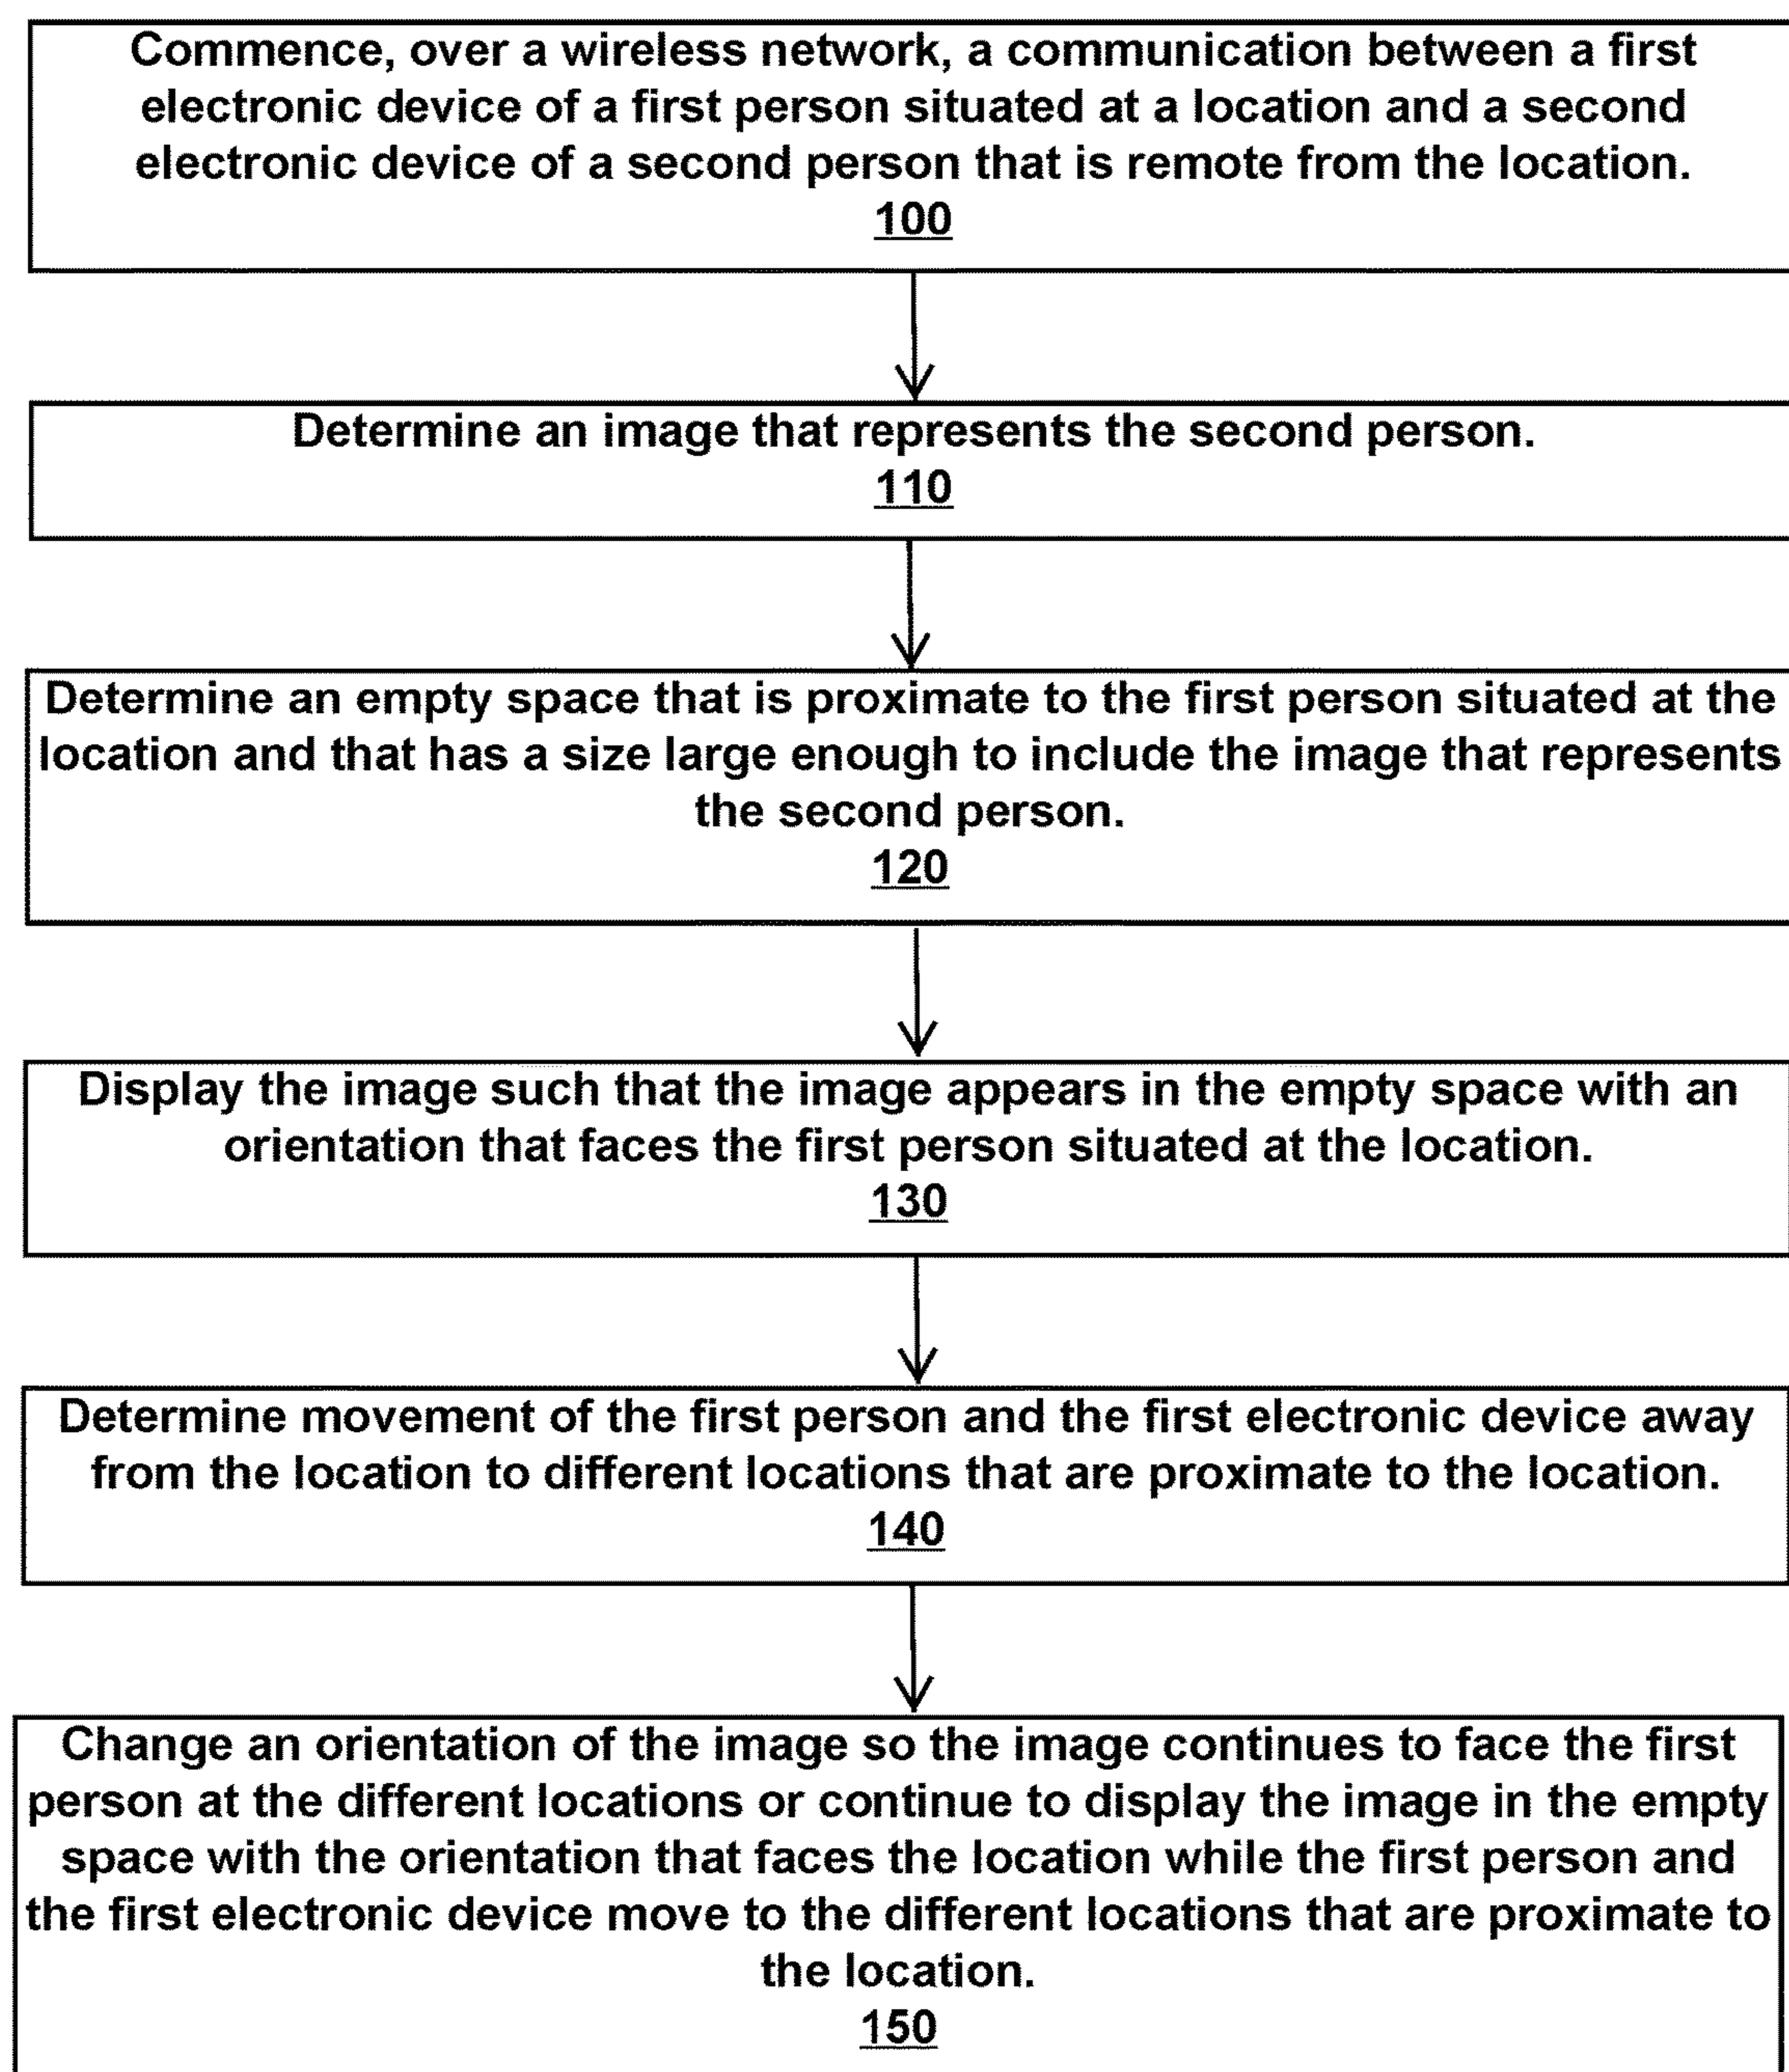 Commence, over a wireless network, a communication between a first
electronic device of a first person situated at a location and a second
electronic device of a second person that is remote from the location.
100
Determine an image that represents the second person.
110
Determine an empty space that is proximate to the first person situated at the
location and that has a size large enough to include the image that represents
the second person.
120
Display the image such that the image appears in the empty space with an
orientation that faces the first person situated at the location.
130
Determine movement of the first person and the first electronic device away
from the location to different locations that are proximate to the location.
140
Change an orientation of the image so the image continues to face the first
person at the different locations or continue to display the image in the empty
space with the orientation that faces the location while the first person and
the first electronic device move to the different locations that are proximate to
the location.
150